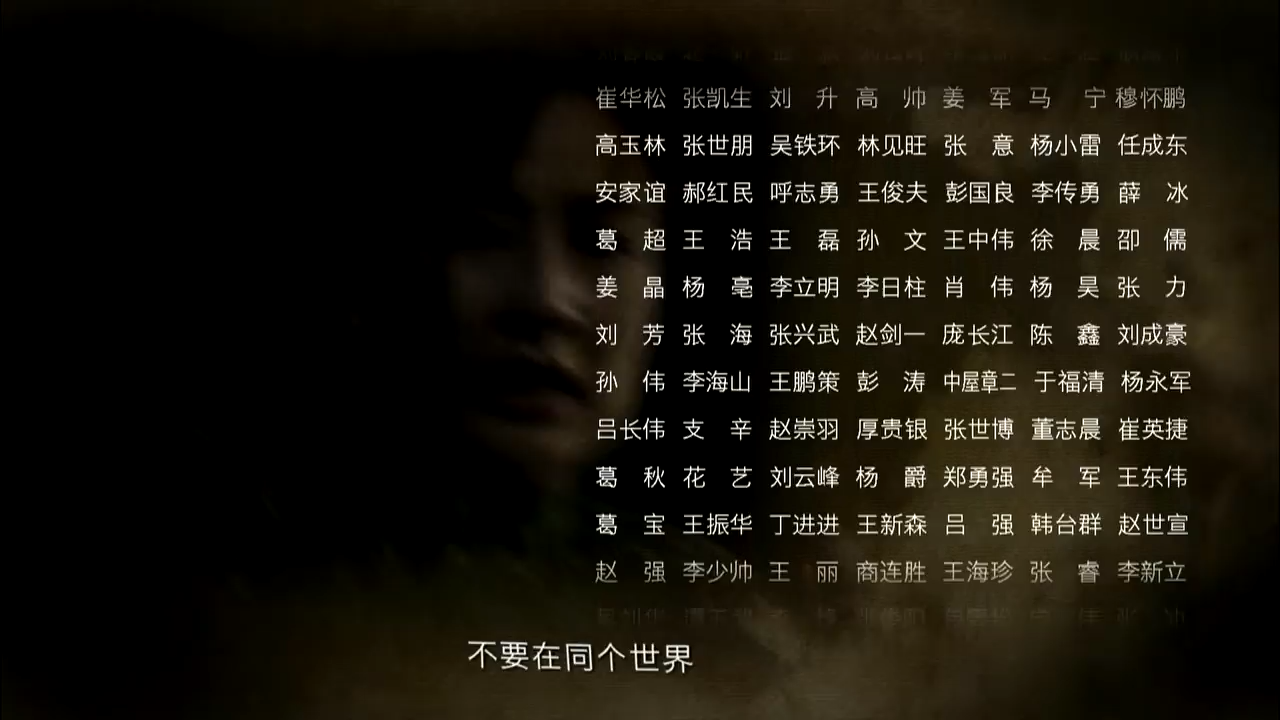 崔华松 张凯生 刘 升 高 帅 姜 军 马 宁 穆怀鹏
高玉林 张世朋 吴铁环 林见旺 张 意 杨小雷 任成东
安家谊 郝红民 呼志勇 王俊夫 彭国良 李传勇 薛 冰
葛 超 王 浩 王 磊 孙 文 王中伟 徐 晨 邵 儒
姜 晶 杨 亳 李立明 李日柱 肖 伟 杨 昊 张 力
刘 芳 张 海 张兴武 赵剑一 庞长江 陈 鑫 刘成豪
孙 伟 李海山 王鹏策 彭 涛 中屋章二 于福清 杨永军
吕长伟 支 辛 赵崇羽 厚贵银 张世博 董志晨 崔英捷
葛 秋 花 艺 刘云峰 杨 爵 郑勇强 牟 军 王东伟
葛 宝 王振华 丁进进 王新森 吕 强 韩台群 赵世宣
赵 强 李少帅 王 丽 商连胜 王海珍 张 睿 李新立
不要在同个世界